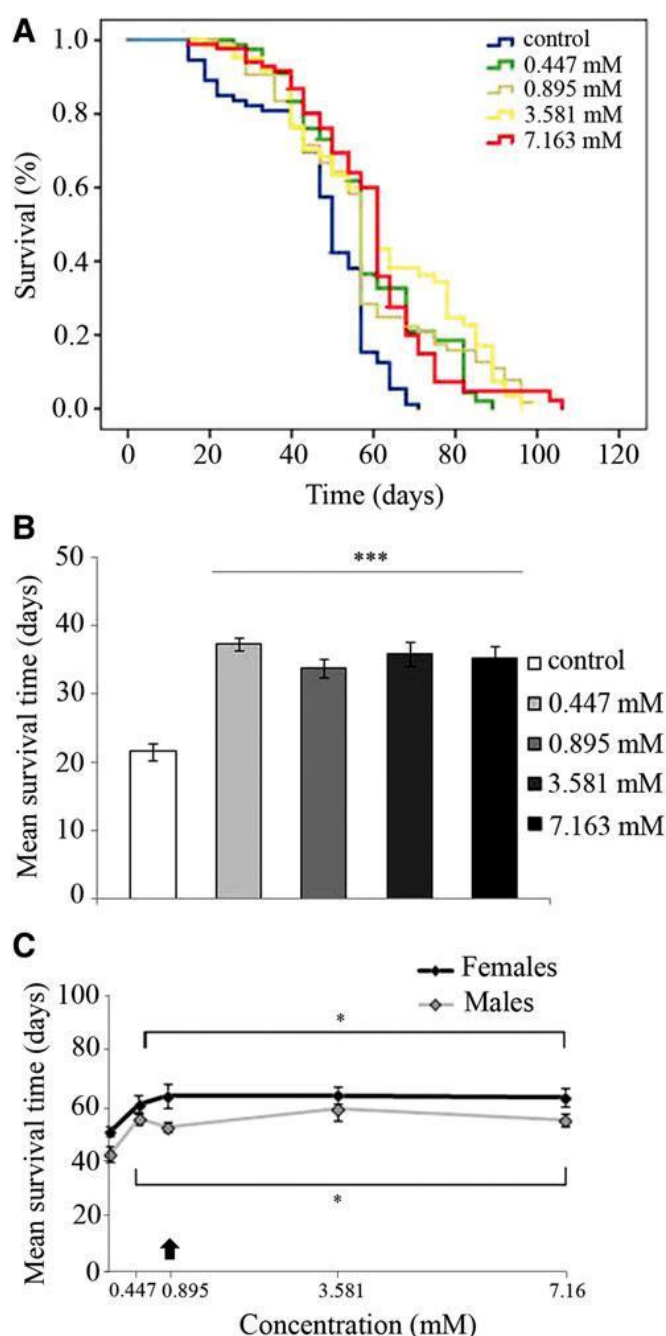 A
Survival (%)
1.0
0.8
0.6
0.4
0.2
0.0
control
0.447 mM
0.895 mM
3.581 mM
7.163 mM
0 20 40 60 80 100 120
Time (days)
B
Mean survival time (days)
50
40
30
20
10
0
***
control
0.447 mM
0.895 mM
3.581 mM
7.163 mM
C
Females
Males
Mean survival time (days)
100
80
60
40
20
0
*
*
0.447 0.895 3.581 7.16
Concentration (mM)